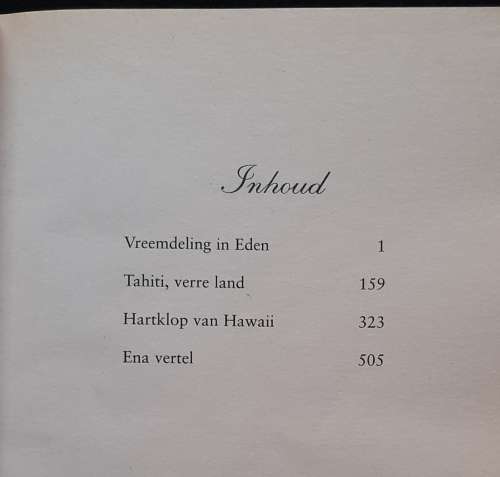 Inhoud
Vreemdeling in Eden 1
Tahiti, verre land 159
Hartklop van Hawaii 323
Ena vertel 505